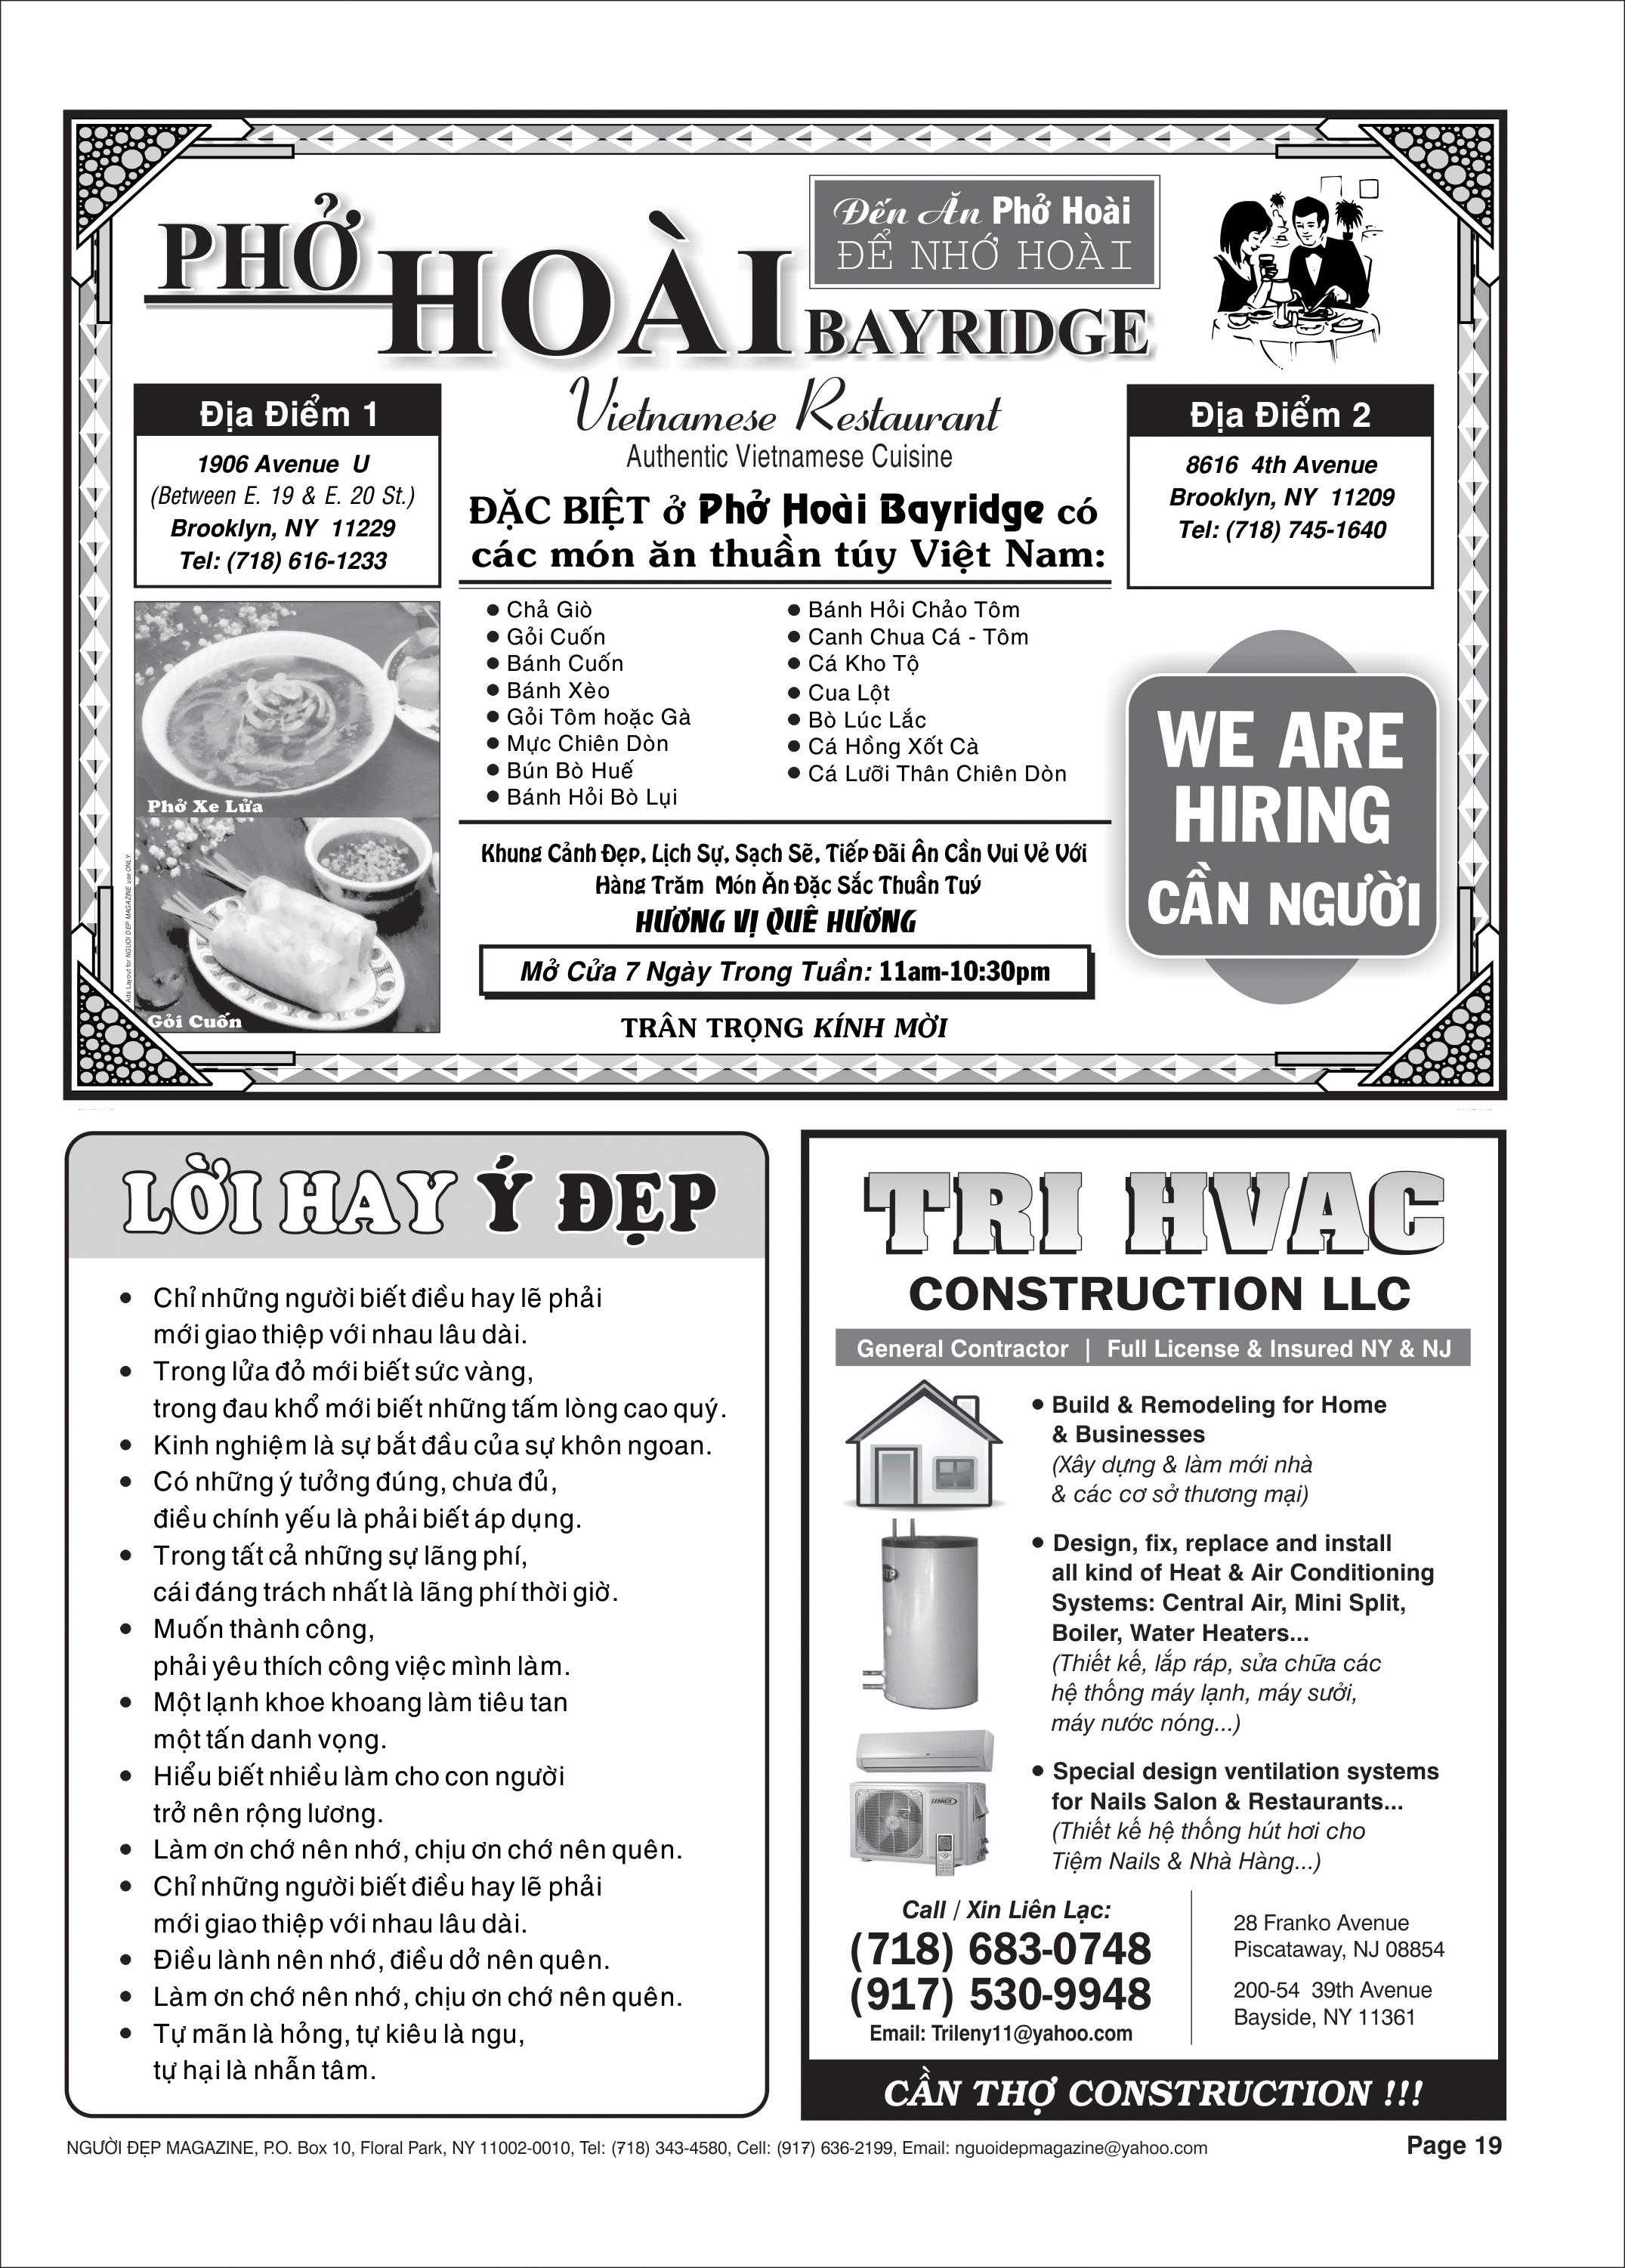 PHỞ HOÀI BAYRIDGE
Đến Ăn Phở Hoài
ĐỂ NHỚ HOÀI
Vietnamese Restaurant
Authentic Vietnamese Cuisine
Địa Điểm 1
1906 Avenue U
(Between E. 19 & E. 20 St.)
Brooklyn, NY 11229
Tel: (718) 616-1233
Địa Điểm 2
8616 4th Avenue
Brooklyn, NY 11209
Tel: (718) 745-1640
ĐẶC BIỆT ở Phở Hoài Bayridge có
các món ăn thuần túy Việt Nam:
• Chả Giò
• Gỏi Cuốn
• Bánh Cuốn
• Bánh Xèo
• Gỏi Tôm hoặc Gà
• Mực Chiên Dòn
• Bún Bò Huế
• Bánh Hỏi Bò Lụi
• Bánh Hỏi Chảo Tôm
• Canh Chua Cá - Tôm
• Cá Kho Tộ
• Cua Lột
• Bò Lúc Lắc
• Cá Hồng Xốt Cà
• Cá Lưỡi Thân Chiên Dòn
Phở Xe Lửa
Gỏi Cuốn
Ads Layout for NGUOI DEP MAGAZINE use ONLY
Khung Cảnh Đẹp, Lịch Sự, Sạch Sẽ, Tiếp Đãi Ân Cần Vui Vẻ Với
Hàng Trăm Món Ăn Đặc Sắc Thuần Tuý
HƯƠNG VỊ QUÊ HƯƠNG
Mở Cửa 7 Ngày Trong Tuần: 11am-10:30pm
TRÂN TRỌNG KÍNH MỜI
WE ARE
HIRING
CẦN NGƯỜI
LỜI HAY Ý ĐẸP
• Chỉ những người biết điều hay lẽ phải
mới giao thiệp với nhau lâu dài.
• Trong lửa đỏ mới biết sức vàng,
trong đau khổ mới biết những tấm lòng cao quý.
• Kinh nghiệm là sự bắt đầu của sự khôn ngoan.
• Có những ý tưởng đúng, chưa đủ,
điều chính yếu là phải biết áp dụng.
• Trong tất cả những sự lãng phí,
cái đáng trách nhất là lãng phí thời giờ.
• Muốn thành công,
phải yêu thích công việc mình làm.
• Một lạnh khoe khoang làm tiêu tan
một tấn danh vọng.
• Hiểu biết nhiều làm cho con người
trở nên rộng lương.
• Làm ơn chớ nên nhớ, chịu ơn chớ nên quên.
• Chỉ những người biết điều hay lẽ phải
mới giao thiệp với nhau lâu dài.
• Điều lành nên nhớ, điều dở nên quên.
• Làm ơn chớ nên nhớ, chịu ơn chớ nên quên.
• Tự mãn là hỏng, tự kiêu là ngu,
tự hại là nhẫn tâm.
TRI HVAC
CONSTRUCTION LLC
General Contractor | Full License & Insured NY & NJ
• Build & Remodeling for Home
& Businesses
(Xây dựng & làm mới nhà
& các cơ sở thương mại)
• Design, fix, replace and install
all kind of Heat & Air Conditioning
Systems: Central Air, Mini Split,
Boiler, Water Heaters...
(Thiết kế, lắp ráp, sửa chữa các
hệ thống máy lạnh, máy sưởi,
máy nước nóng...)
LENNOX
• Special design ventilation systems
for Nails Salon & Restaurants...
(Thiết kế hệ thống hút hơi cho
Tiệm Nails & Nhà Hàng...)
Call / Xin Liên Lạc:
(718) 683-0748
(917) 530-9948
Email: Trileny11@yahoo.com
28 Franko Avenue
Piscataway, NJ 08854
200-54 39th Avenue
Bayside, NY 11361
CẦN THỢ CONSTRUCTION !!!
NGƯỜI ĐẸP MAGAZINE, P.O. Box 10, Floral Park, NY 11002-0010, Tel: (718) 343-4580, Cell: (917) 636-2199, Email: nguoidepmagazine@yahoo.com
Page 19